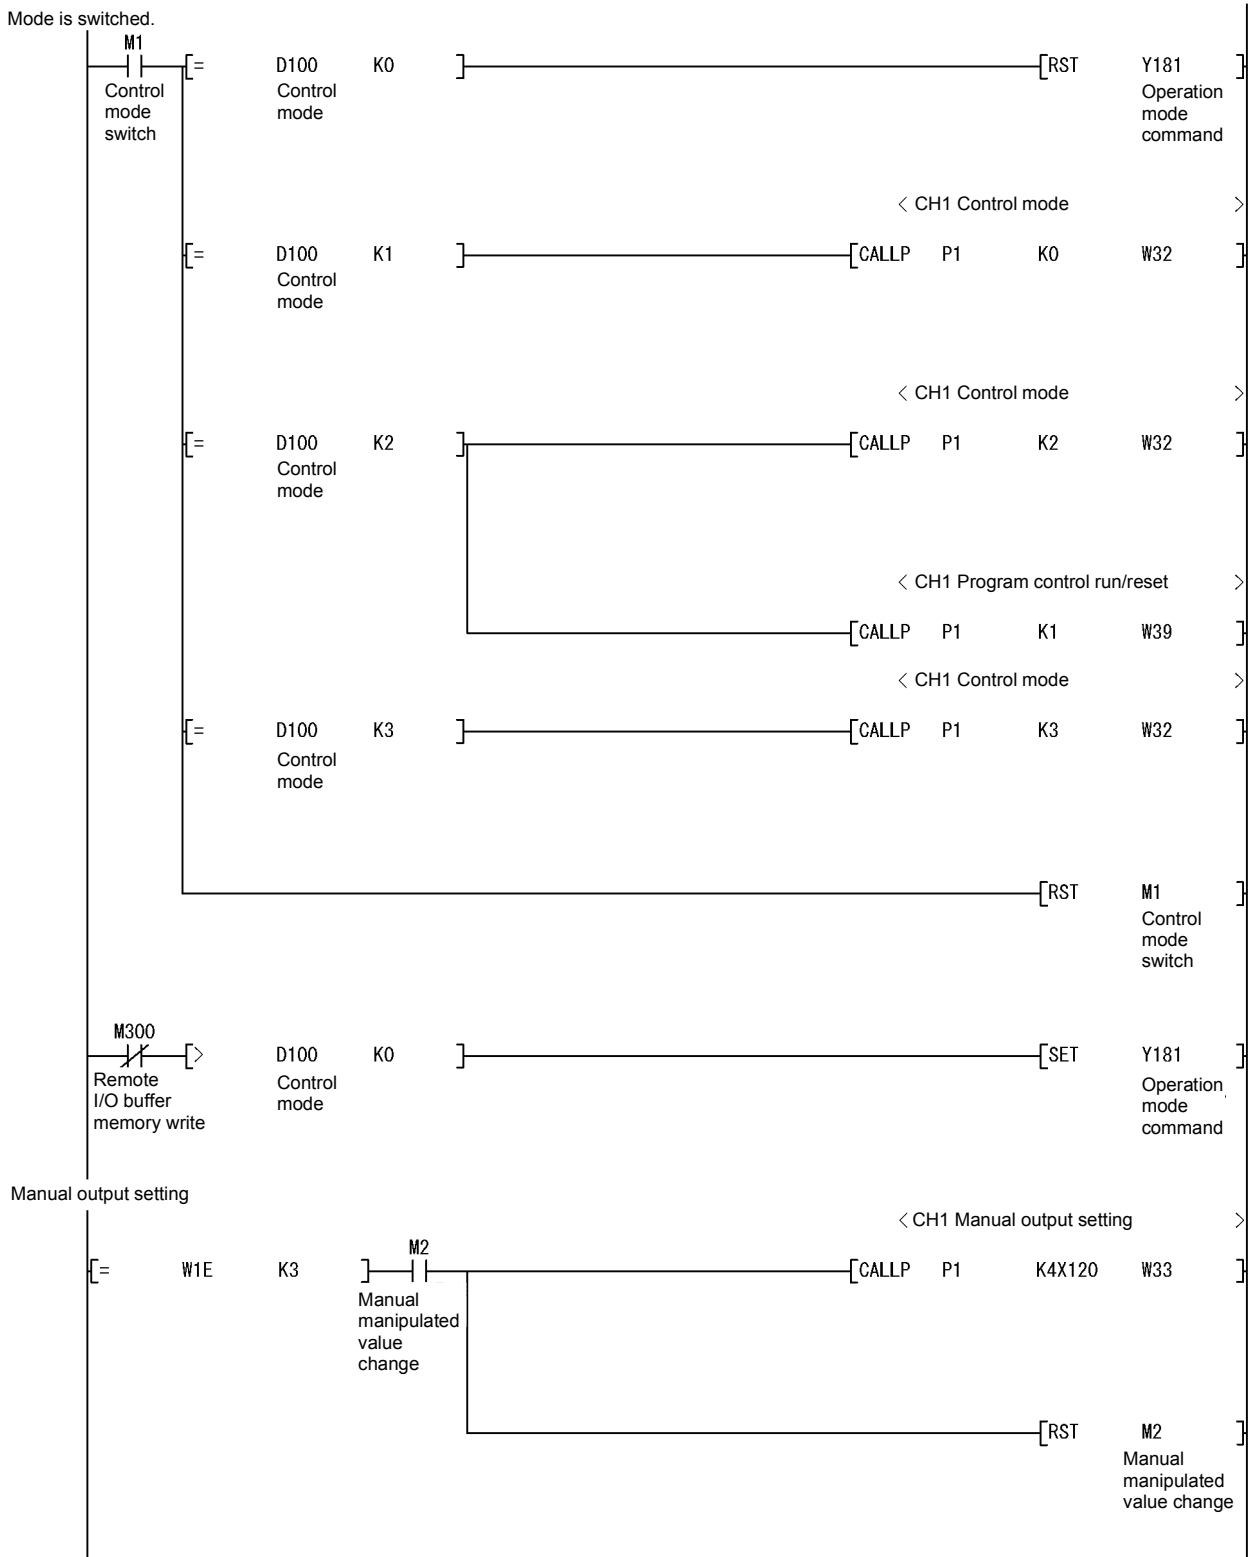 Mode is switched.
M1
[= D100 K0 ] [RST Y181 ]
Control mode switch
Control mode
Operation mode command
< CH1 Control mode >
[= D100 K1 ] [CALLP P1 K0 W32 ]
Control mode
< CH1 Control mode >
[= D100 K2 ] [CALLP P1 K2 W32 ]
Control mode
< CH1 Program control run/reset >
[CALLP P1 K1 W39 ]
< CH1 Control mode >
[= D100 K3 ] [CALLP P1 K3 W32 ]
Control mode
[RST M1 ]
Control mode switch
M300
[> D100 K0 ] [SET Y181 ]
Remote I/O buffer memory write
Control mode
Operation mode command
Manual output setting
< CH1 Manual output setting >
M2
[= W1E K3 ] [CALLP P1 K4X120 W33 ]
Manual manipulated value change
[RST M2 ]
Manual manipulated value change